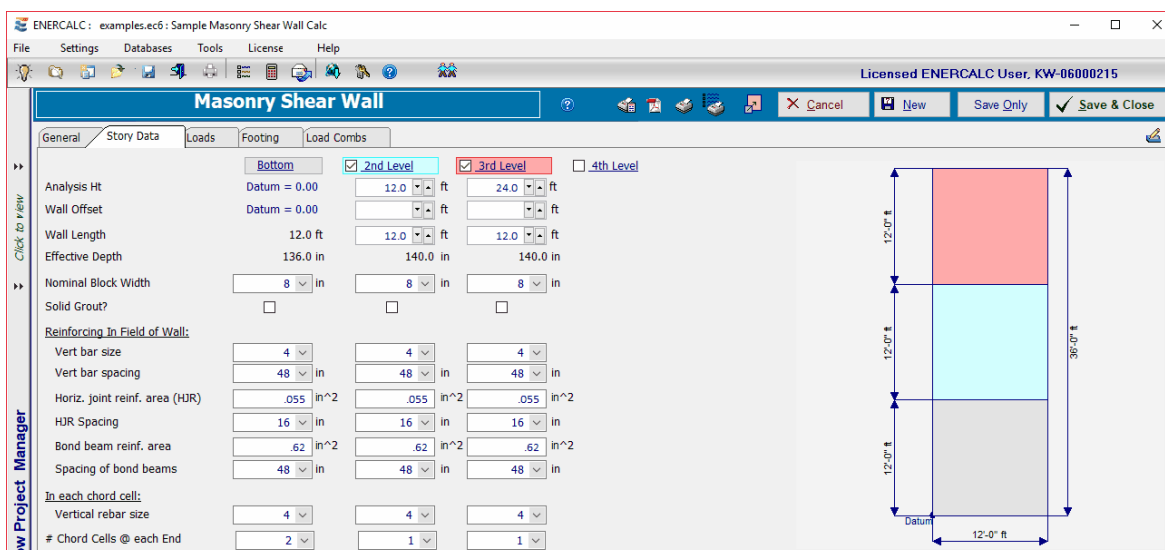 ENERCALC : examples.ec6 : Sample Masonry Shear Wall Calc
File Settings Databases Tools License Help
Licensed ENERCALC User, KW-06000215
Masonry Shear Wall Cancel New Save Only Save & Close
General Story Data Loads Footing Load Combs
Bottom 2nd Level 3rd Level 4th Level
Analysis Ht Datum = 0.00 12.0 ft 24.0 ft
Wall Offset Datum = 0.00 ft ft
Wall Length 12.0 ft 12.0 ft 12.0 ft
Effective Depth 136.0 in 140.0 in 140.0 in
Nominal Block Width 8 in 8 in 8 in
Solid Grout?
Reinforcing In Field of Wall:
Vert bar size 4 4 4
Vert bar spacing 48 in 48 in 48 in
Horiz. joint reinf. area (HJR) .055 in^2 .055 in^2 .055 in^2
HJR Spacing 16 in 16 in 16 in
Bond beam reinf. area .62 in^2 .62 in^2 .62 in^2
Spacing of bond beams 48 in 48 in 48 in
In each chord cell:
Vertical rebar size 4 4 4
# Chord Cells @ each End 2 1 1
Click to view
Project Manager
12'-0" ft
12'-0" ft
12'-0" ft
36'-0" ft
Datum
12'-0" ft